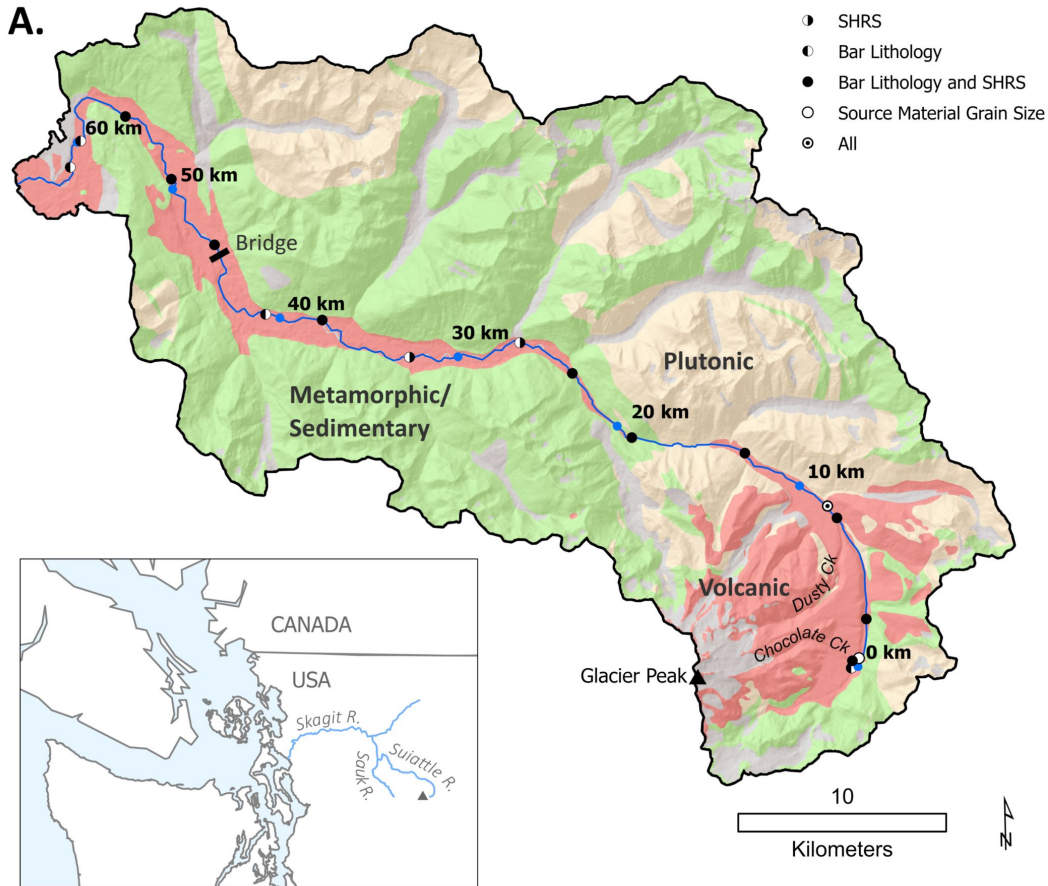 A.
SHRS
Bar Lithology
Bar Lithology and SHRS
Source Material Grain Size
All
60 km
50 km
Bridge
40 km
30 km
Plutonic
Metamorphic/
Sedimentary
20 km
10 km
Volcanic
Dusty Ck
Chocolate Ck
0 km
Glacier Peak
CANADA
USA
Skagit R.
Sauk R.
Suiattle R.
10
Kilometers
N